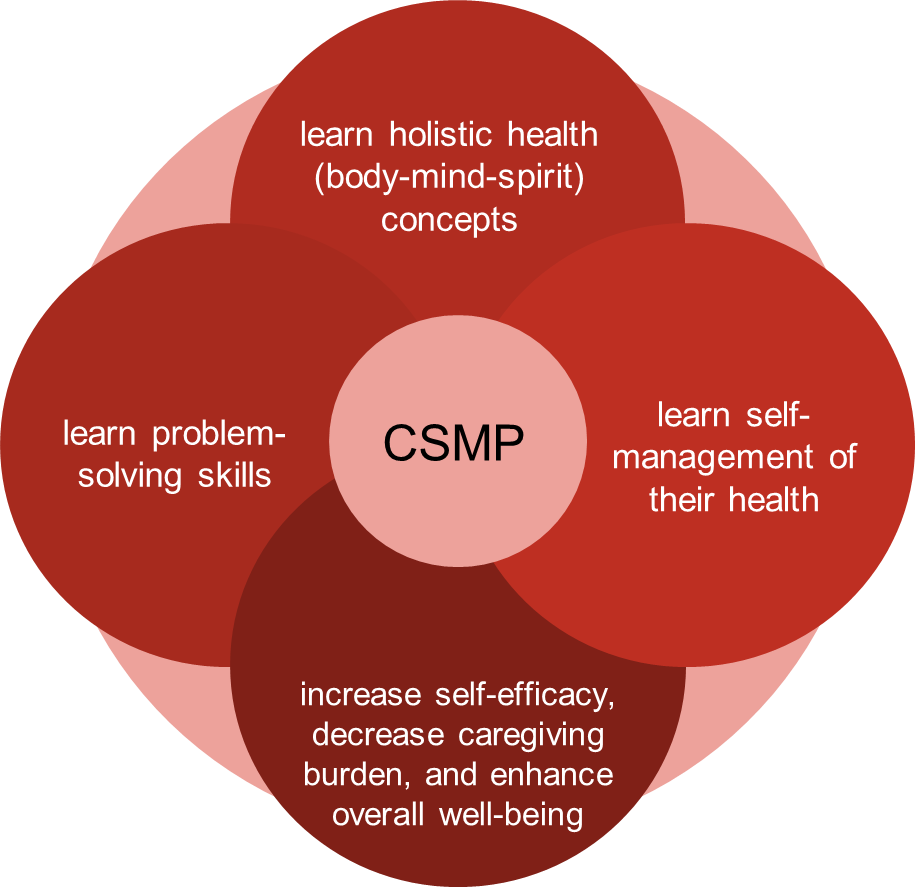 learn holistic health
(body-mind-spirit)
concepts
learn problem-
solving skills
CSMP
learn self-
management of
their health
increase self-efficacy,
decrease caregiving
burden, and enhance
overall well-being